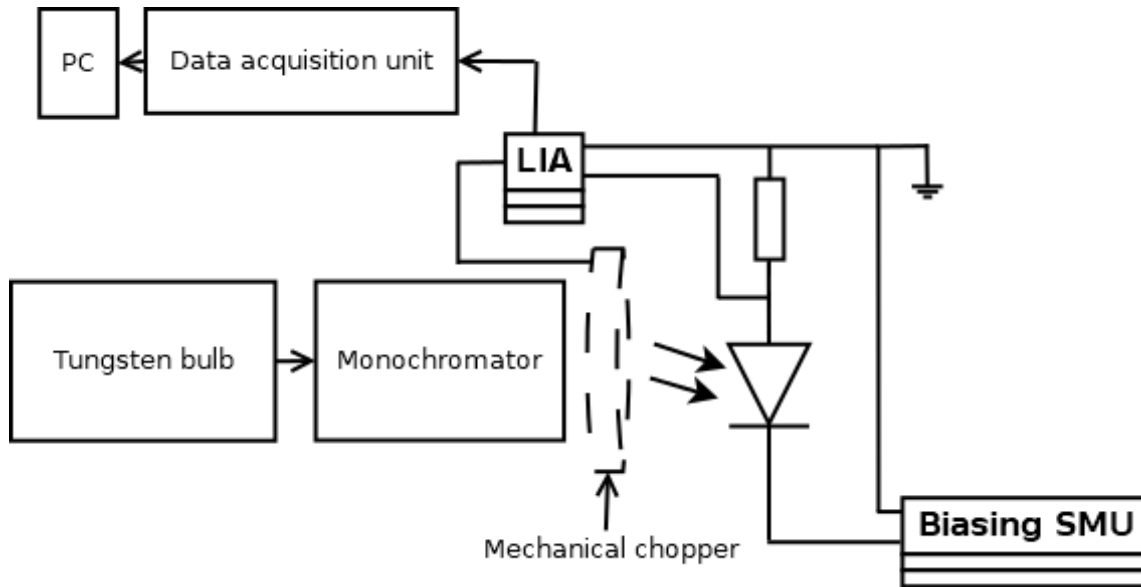 PC
Data acquisition unit
LIA
Tungsten bulb
Monochromator
Mechanical chopper
Biasing SMU